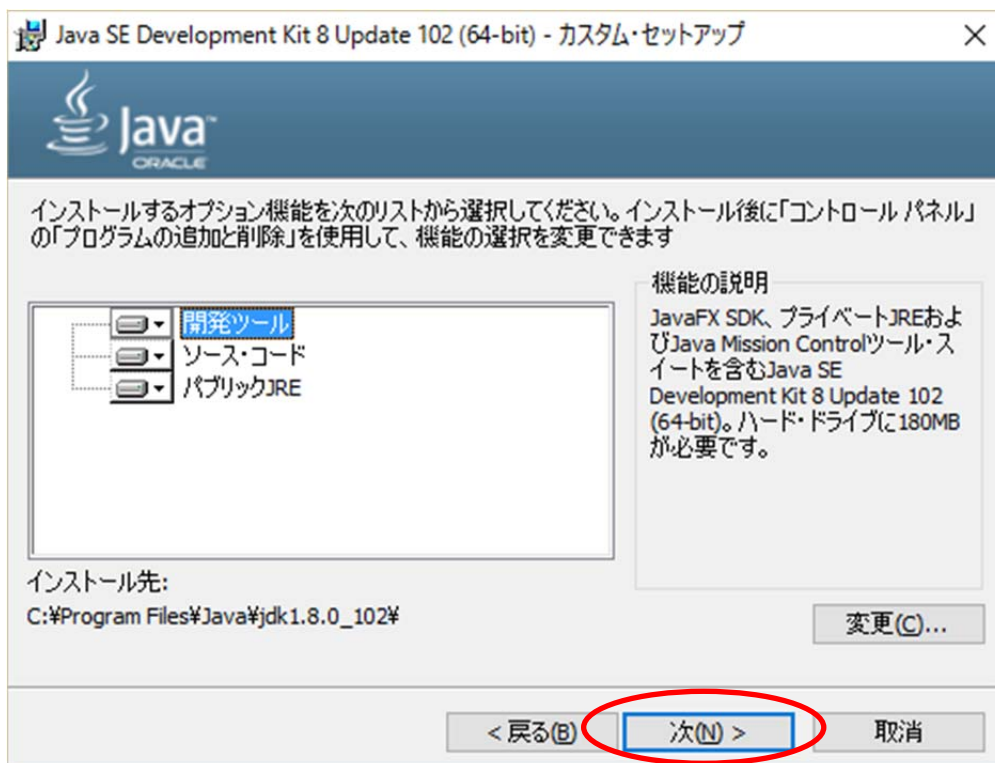 Java SE Development Kit 8 Update 102 (64-bit) - カスタム・セットアップ
Java™
ORACLE
インストールするオプション機能を次のリストから選択してください。インストール後に「コントロール パネル」
の「プログラムの追加と削除」を使用して、機能の選択を変更できます
開発ツール
ソース・コード
パブリックJRE
機能の説明
JavaFX SDK、プライベートJREおよ
びJava Mission Controlツール・ス
イートを含むJava SE
Development Kit 8 Update 102
(64-bit)。ハード・ドライブに180MB
が必要です。
インストール先:
C:¥Program Files¥Java¥jdk1.8.0_102¥
変更(C)...
< 戻る(B)
次(N) >
取消